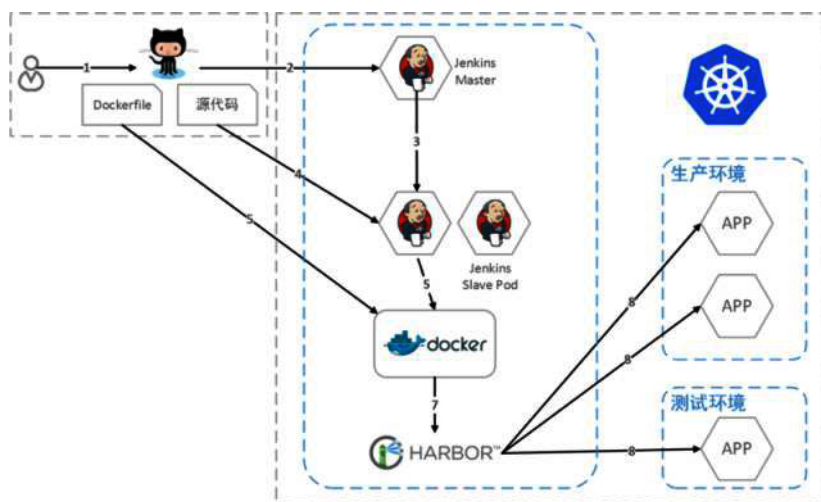 1
2
Jenkins
Master
Dockerfile
源代码
3
4
生产环境
APP
5
Jenkins
Slave Pod
5
APP
8
docker
8
7
测试环境
HARBOR™
8
APP